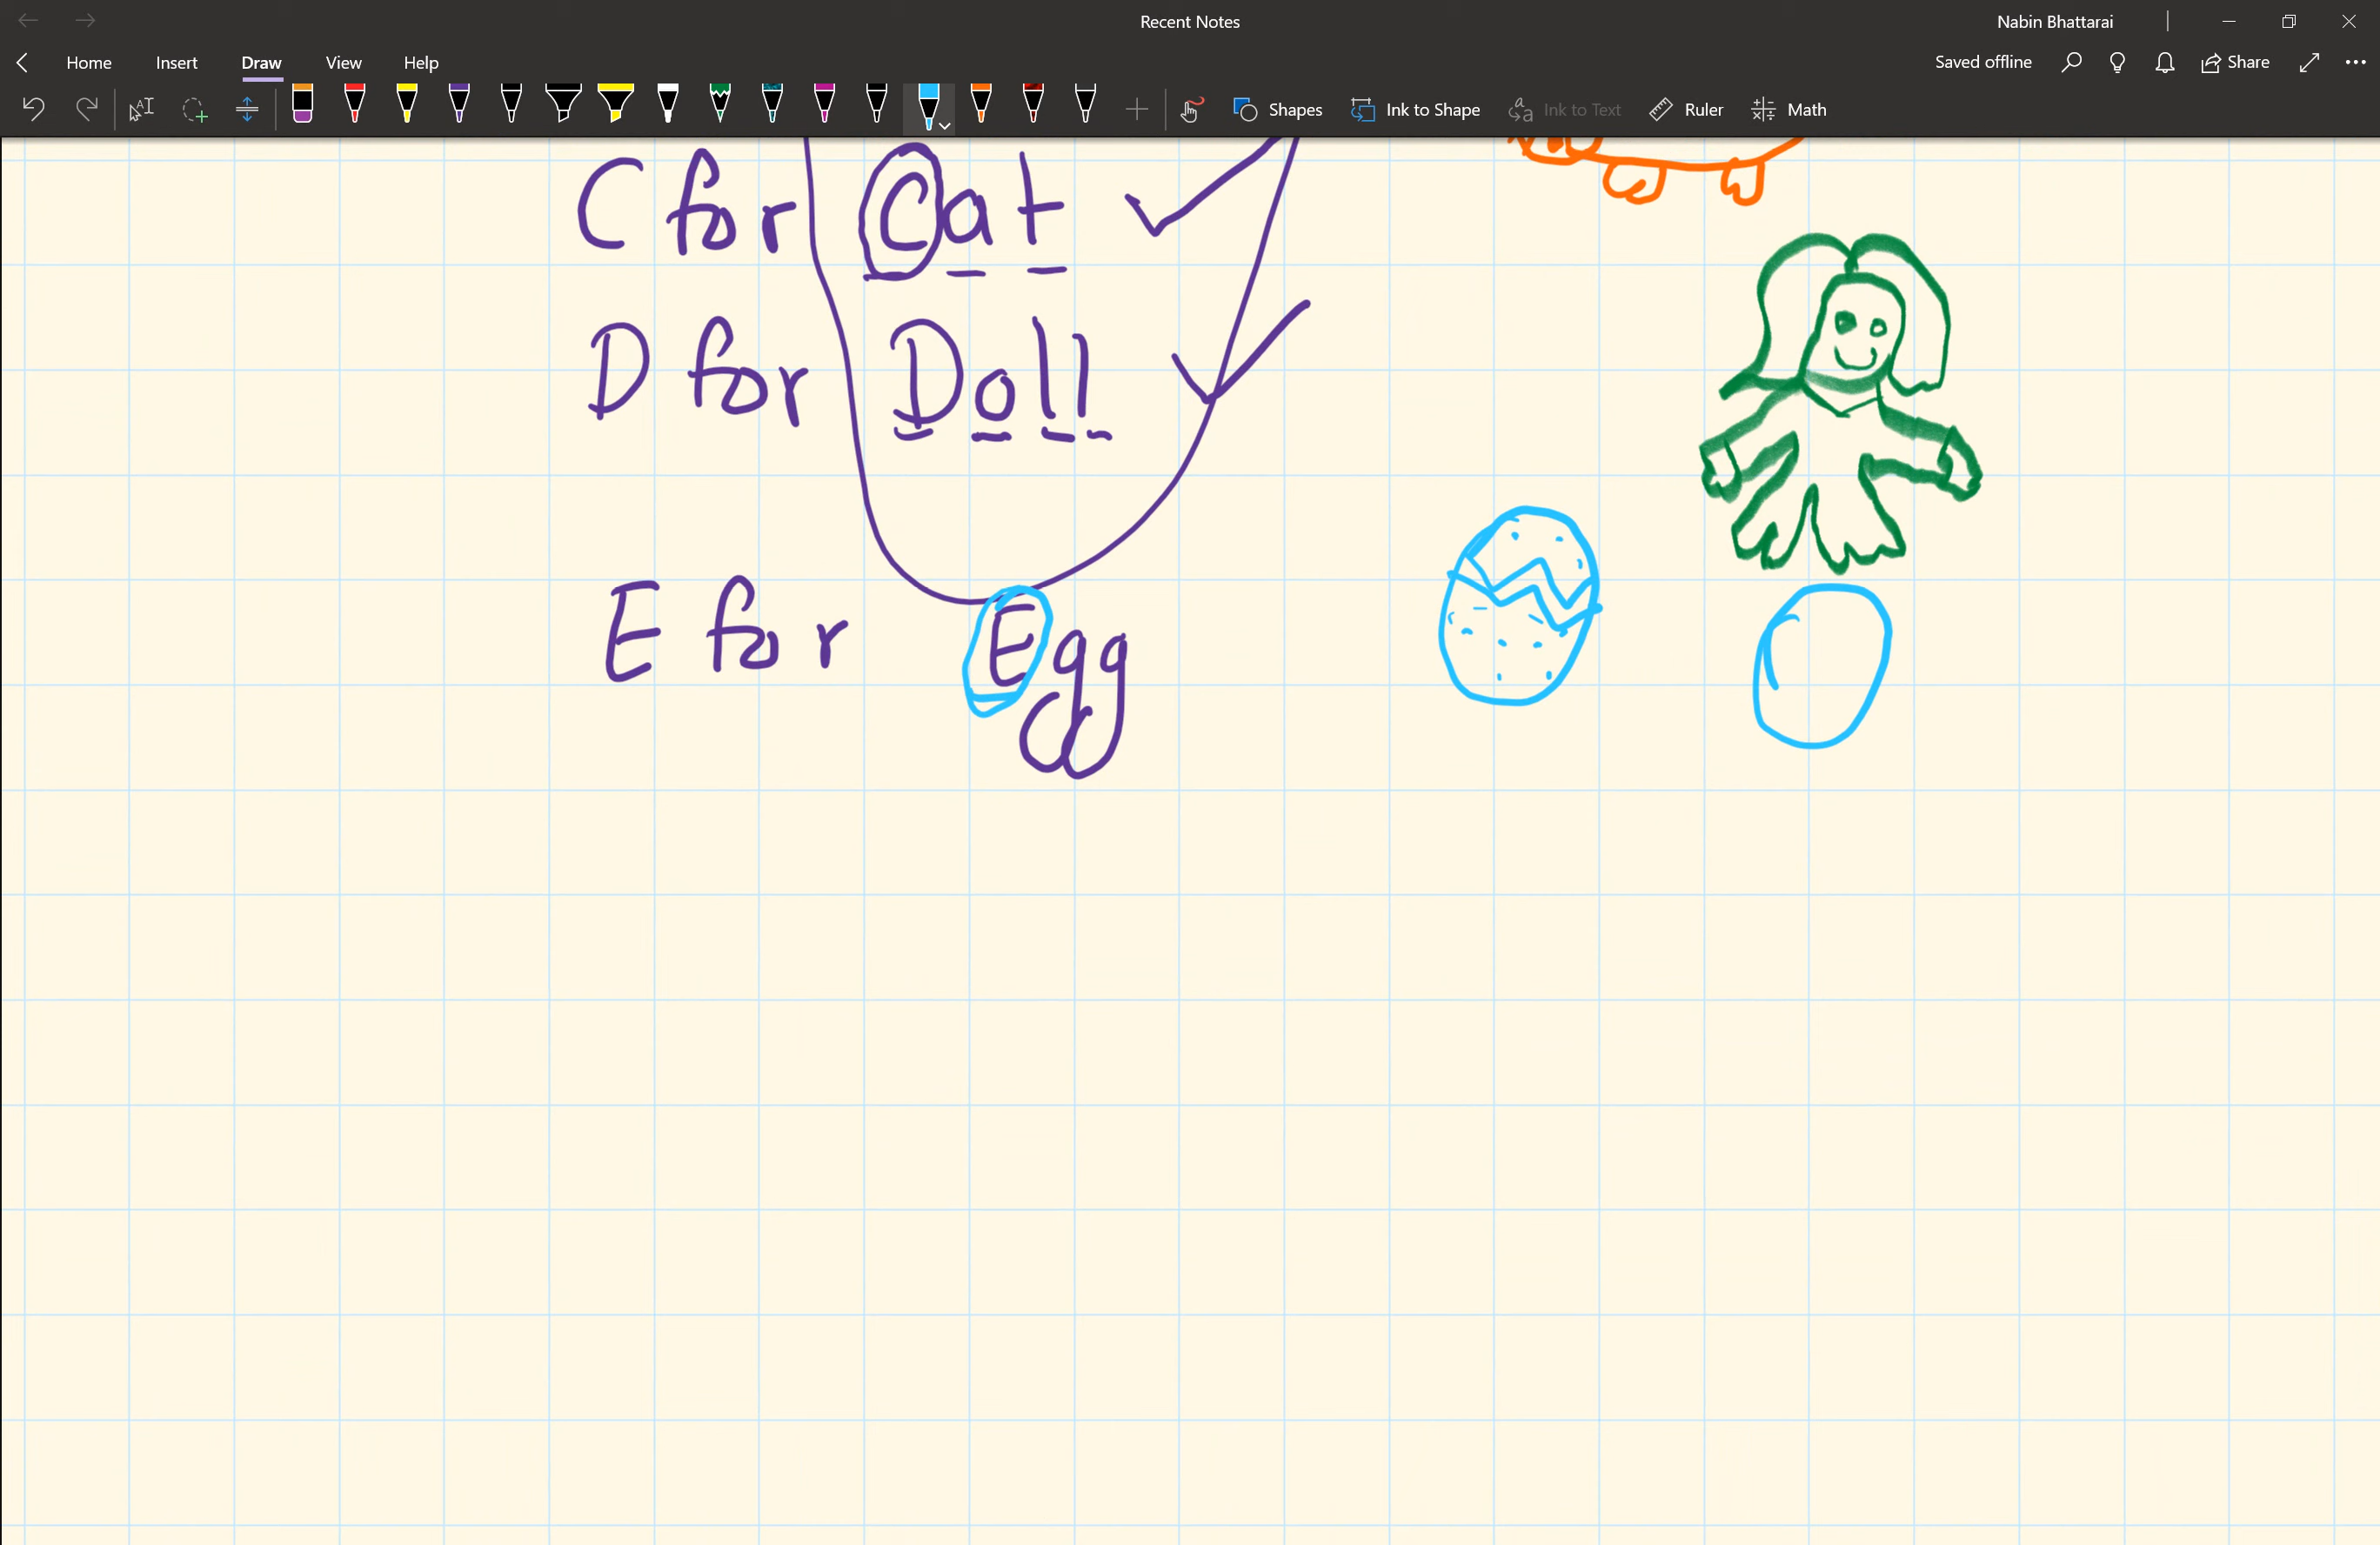 Recent Notes
Nabin Bhattarai
Home Insert Draw View Help
Saved offline
Share
Shapes Ink to Shape Ink to Text Ruler Math
C for Cat
D for Doll
E for Egg